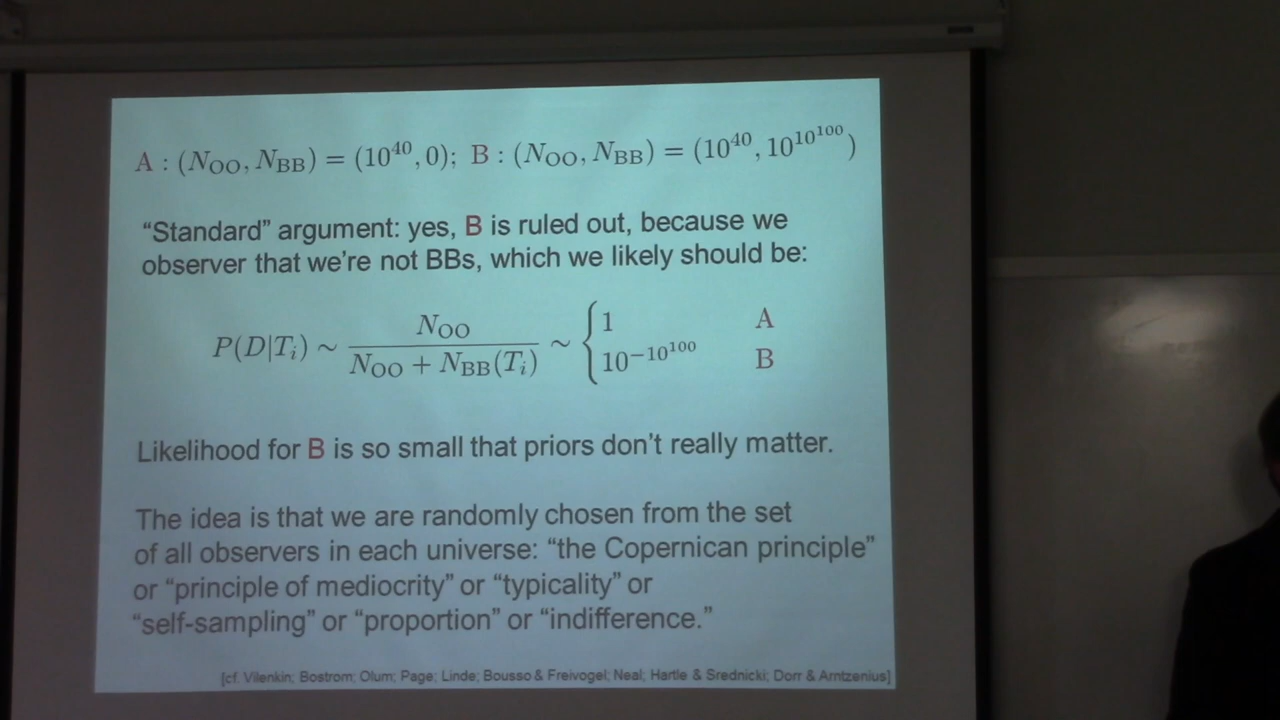 A : (N_OO, N_BB) = (10^40, 0); B : (N_OO, N_BB) = (10^40, 10^10^100)
“Standard” argument: yes, B is ruled out, because we
observer that we're not BBs, which we likely should be:
P(D|T_i) ~ N_OO / (N_OO + N_BB(T_i)) ~ { 1 A
10^-10^100 B
Likelihood for B is so small that priors don't really matter.
The idea is that we are randomly chosen from the set
of all observers in each universe: “the Copernican principle”
or “principle of mediocrity” or “typicality” or
“self-sampling” or “proportion” or “indifference.”
[cf. Vilenkin; Bostrom; Olum; Page; Linde; Bousso & Freivogel; Neal; Hartle & Srednicki; Dorr & Arntzenius]